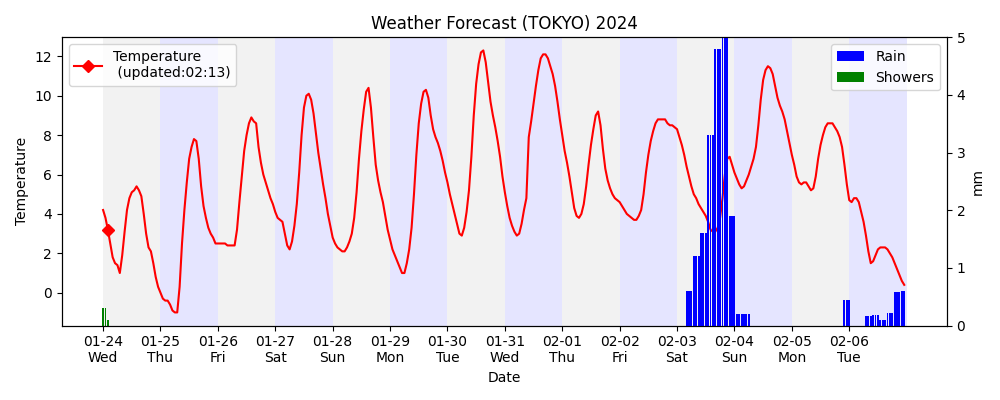 Weather Forecast (TOKYO) 2024
Temperature
(updated:02:13)
Rain
Showers
Temperature
12
10
8
6
4
2
0
5
4
3
2
1
0
mm
01-24 01-25 01-26 01-27 01-28 01-29 01-30 01-31 02-01 02-02 02-03 02-04 02-05 02-06
Wed Thu Fri Sat Sun Mon Tue Wed Thu Fri Sat Sun Mon Tue
Date